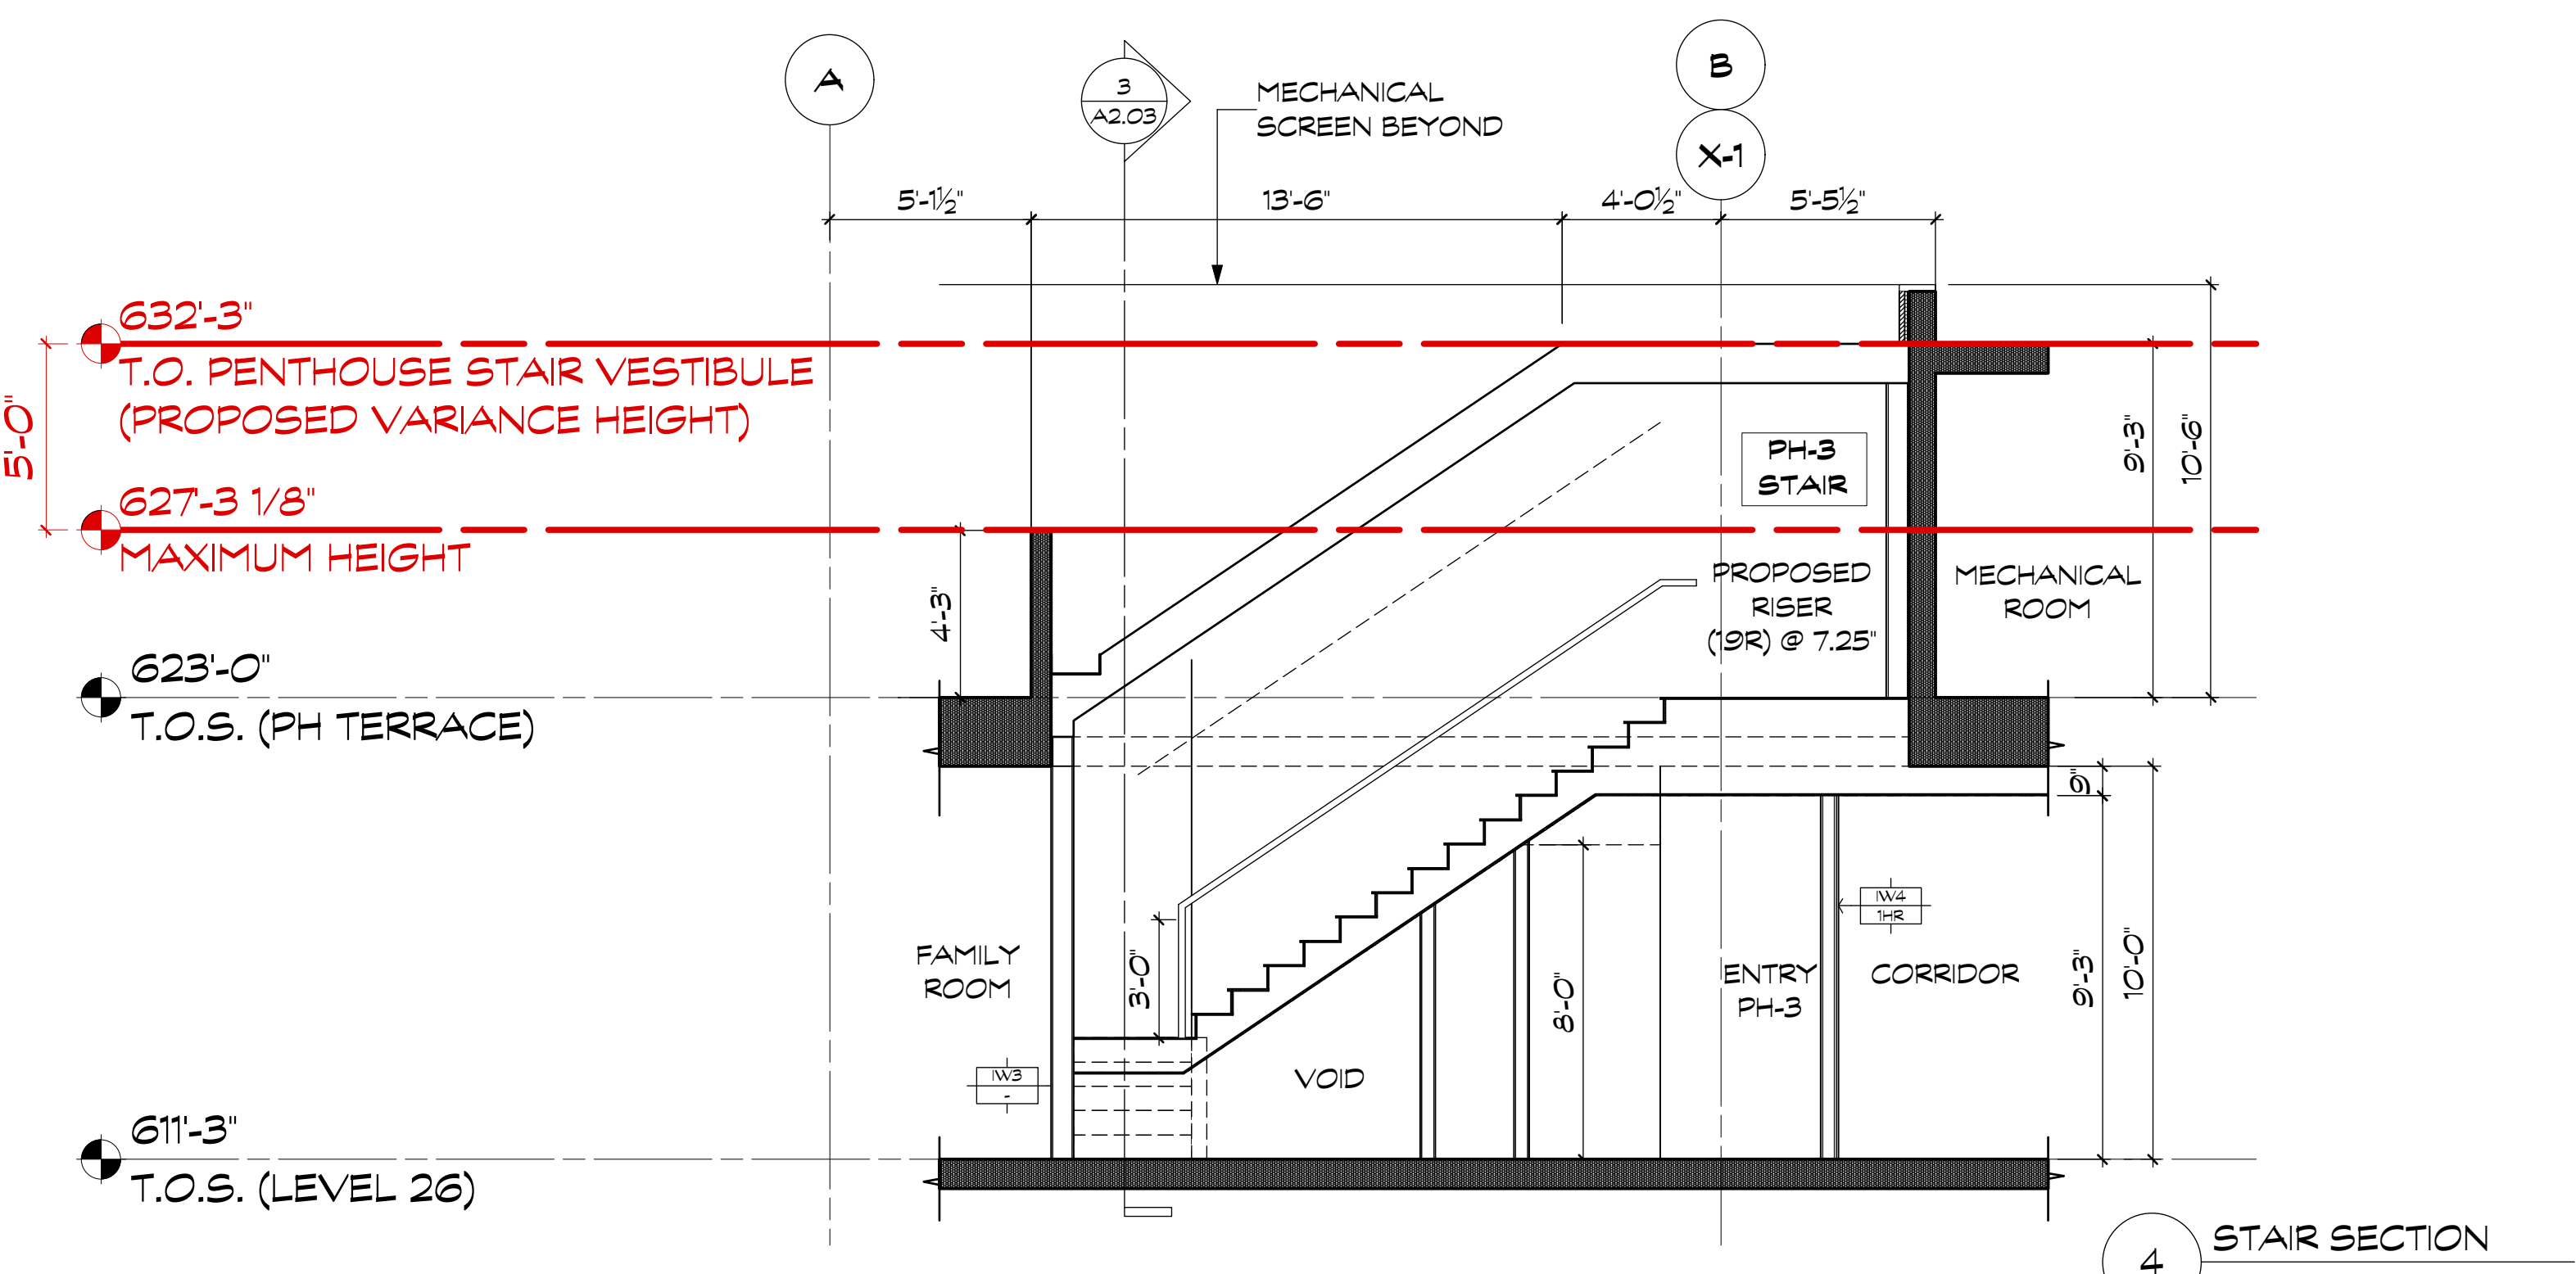 A
3
A2.03
MECHANICAL
SCREEN BEYOND
B
X-1
5'-1½"
13'-6"
4'-0½"
5'-5½"
632'-3"
T.O. PENTHOUSE STAIR VESTIBULE
(PROPOSED VARIANCE HEIGHT)
5'-0"
627'-3 1/8"
MAXIMUM HEIGHT
PH-3
STAIR
9'-3"
10'-6"
4'-3"
PROPOSED
RISER
(19R) @ 7.25"
MECHANICAL
ROOM
623'-0"
T.O.S. (PH TERRACE)
9"
IW4
1HR
FAMILY
ROOM
3'-0"
8'-0"
ENTRY
PH-3
CORRIDOR
9'-3"
10'-0"
IW3
-
VOID
611'-3"
T.O.S. (LEVEL 26)
4
STAIR SECTION